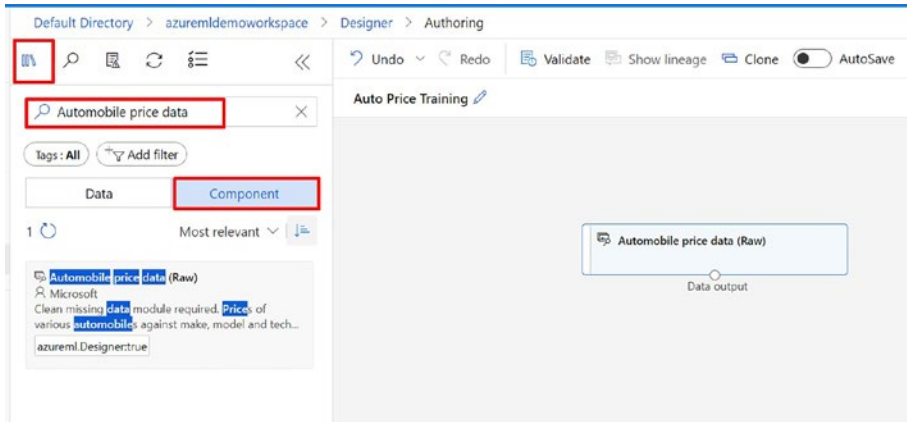 Default Directory > azuremldemoworkspace > Designer > Authoring
Undo Redo Validate Show lineage Clone AutoSave
Automobile price data
Auto Price Training
Tags : All Add filter
Data Component
1 Most relevant
Automobile price data (Raw)
Microsoft
Clean missing data module required. Prices of
various automobiles against make, model and tech...
azureml.Designer:true
Automobile price data (Raw)
Data output